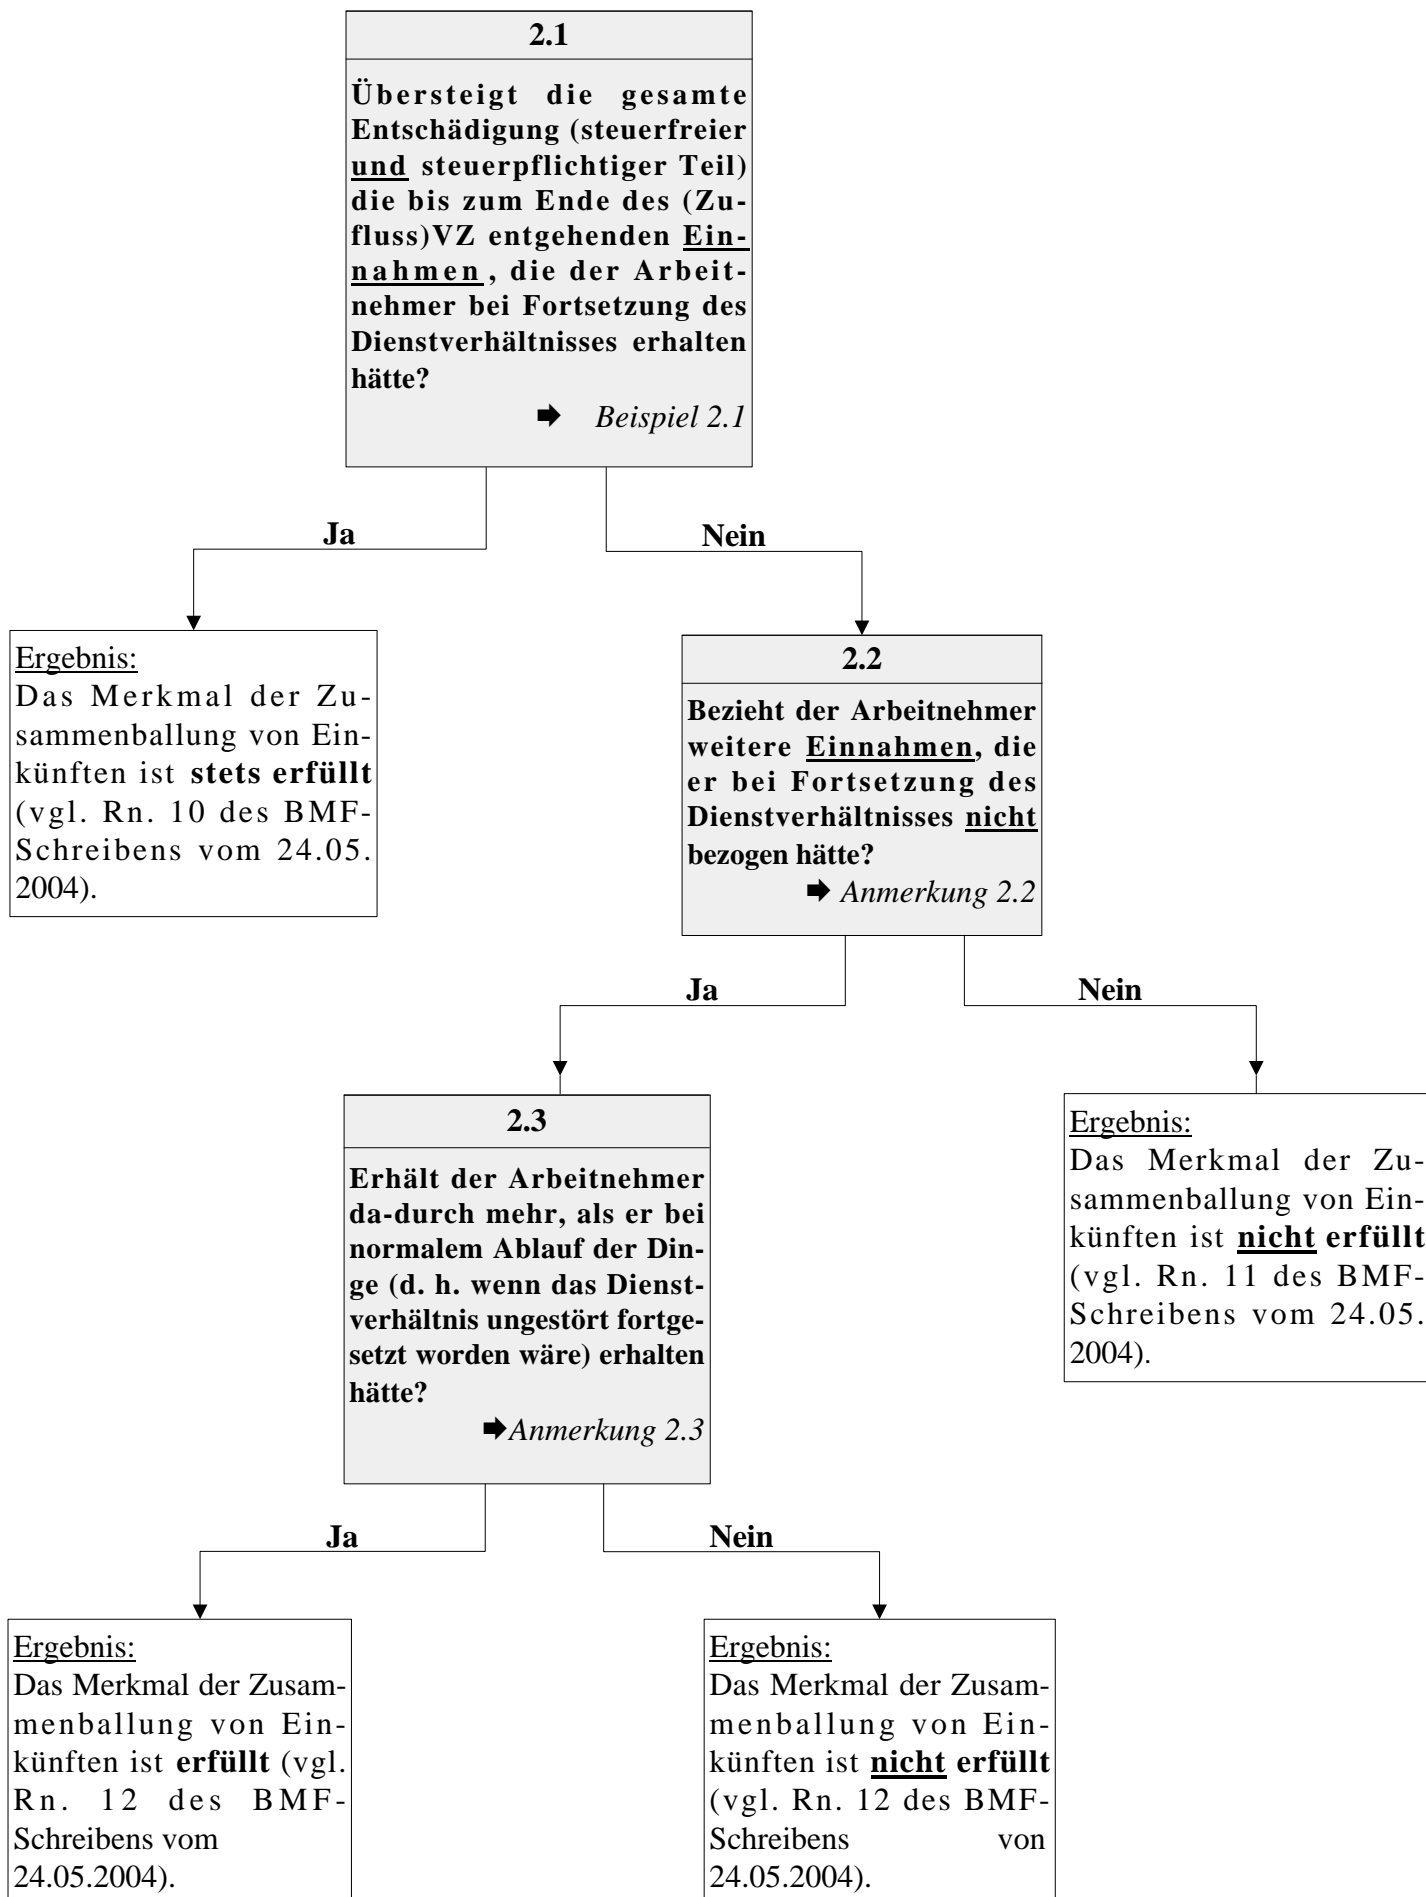 2.1
Übersteigt die gesamte
Entschädigung (steuerfreier
und steuerpflichtiger Teil)
die bis zum Ende des (Zu-
fluss)VZ entgehenden Ein-
nahmen, die der Arbeit-
nehmer bei Fortsetzung des
Dienstverhältnisses erhalten
hätte?
➡ Beispiel 2.1
Ja
Nein
Ergebnis:
Das Merkmal der Zu-
sammenballung von Ein-
künften ist stets erfüllt
(vgl. Rn. 10 des BMF-
Schreibens vom 24.05.
2004).
2.2
Bezieht der Arbeitnehmer
weitere Einnahmen, die
er bei Fortsetzung des
Dienstverhältnisses nicht
bezogen hätte?
➡ Anmerkung 2.2
Ja
Nein
2.3
Erhält der Arbeitnehmer
da-durch mehr, als er bei
normalem Ablauf der Din-
ge (d. h. wenn das Dienst-
verhältnis ungestört fortge-
setzt worden wäre) erhalten
hätte?
➡Anmerkung 2.3
Ergebnis:
Das Merkmal der Zu-
sammenballung von Ein-
künften ist nicht erfüllt
(vgl. Rn. 11 des BMF-
Schreibens vom 24.05.
2004).
Ja
Nein
Ergebnis:
Das Merkmal der Zusam-
menballung von Ein-
künften ist erfüllt (vgl.
Rn. 12 des BMF-
Schreibens vom
24.05.2004).
Ergebnis:
Das Merkmal der Zusam-
menballung von Ein-
künften ist nicht erfüllt
(vgl. Rn. 12 des BMF-
Schreibens von
24.05.2004).